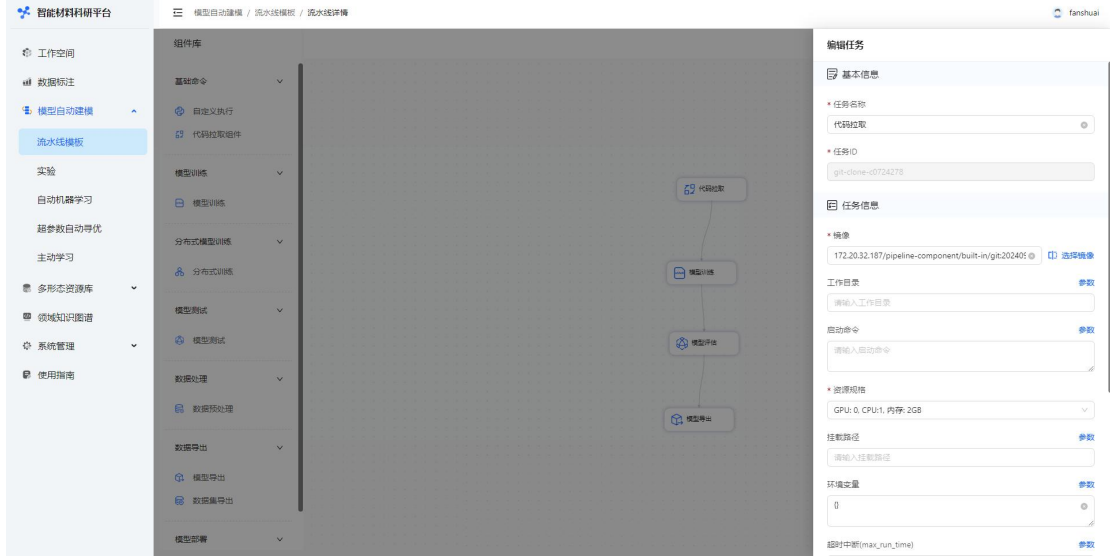 智能材料科研平台
模型自动建模 / 流水线模板 / 流水线详情
fanshuai
工作空间
数据标注
模型自动建模
流水线模板
实验
自动机器学习
超参数自动寻优
主动学习
多形态资源库
领域知识图谱
系统管理
使用指南
组件库
基础命令
自定义执行
代码拉取组件
模型训练
模型训练
分布式模型训练
分布式训练
模型测试
模型测试
数据处理
数据预处理
数据导出
模型导出
数据集导出
模型部署
代码拉取
模型训练
模型评估
模型导出
编辑任务
基本信息
* 任务名称
代码拉取
* 任务ID
git-clone-c0724278
任务信息
* 镜像
172.20.32.187/pipeline-component/built-in/git:202409 选择镜像
工作目录 参数
请输入工作目录
启动命令 参数
请输入启动命令
* 资源规格
GPU: 0, CPU:1, 内存: 2GB
挂载路径 参数
请输入挂载路径
环境变量 参数
{}
超时中断(max_run_time) 参数